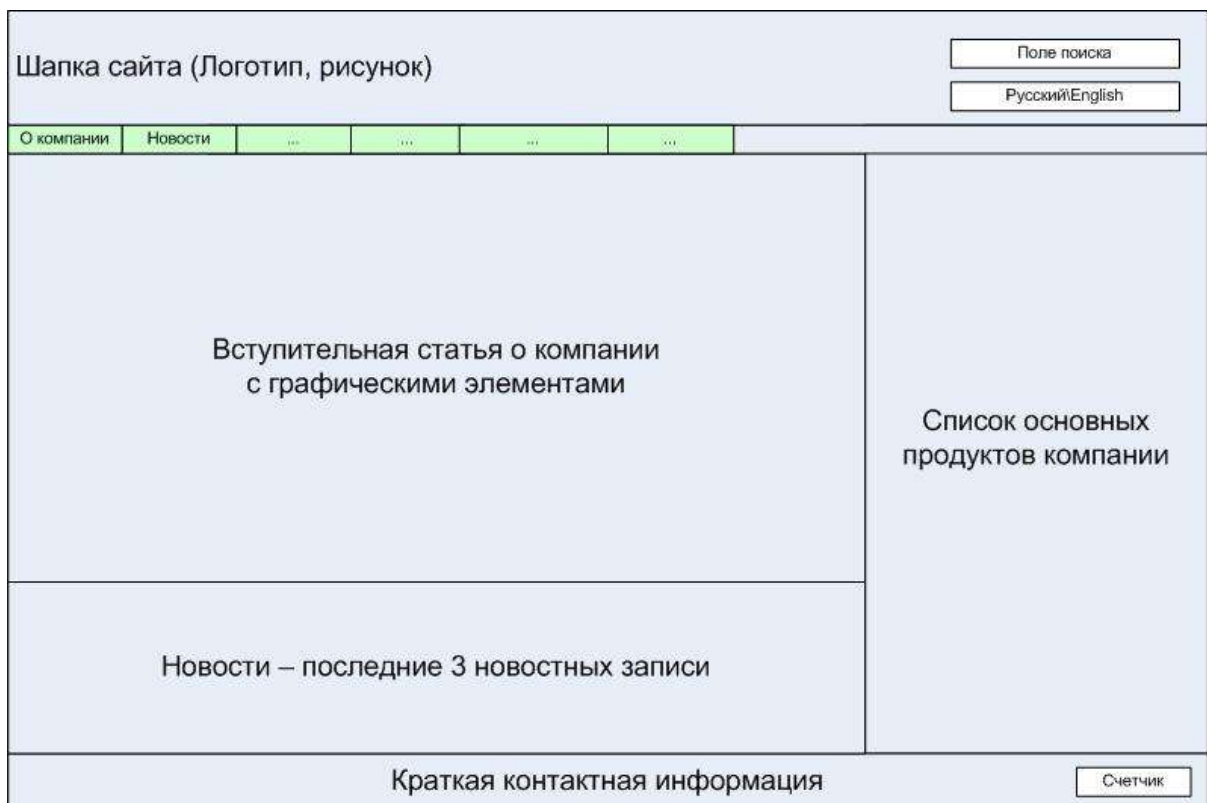 Шапка сайта (Логотип, рисунок)
Поле поиска
Русский\English
О компании
Новости
...
...
...
...
Вступительная статья о компании
с графическими элементами
Список основных
продуктов компании
Новости – последние 3 новостных записи
Краткая контактная информация
Счетчик